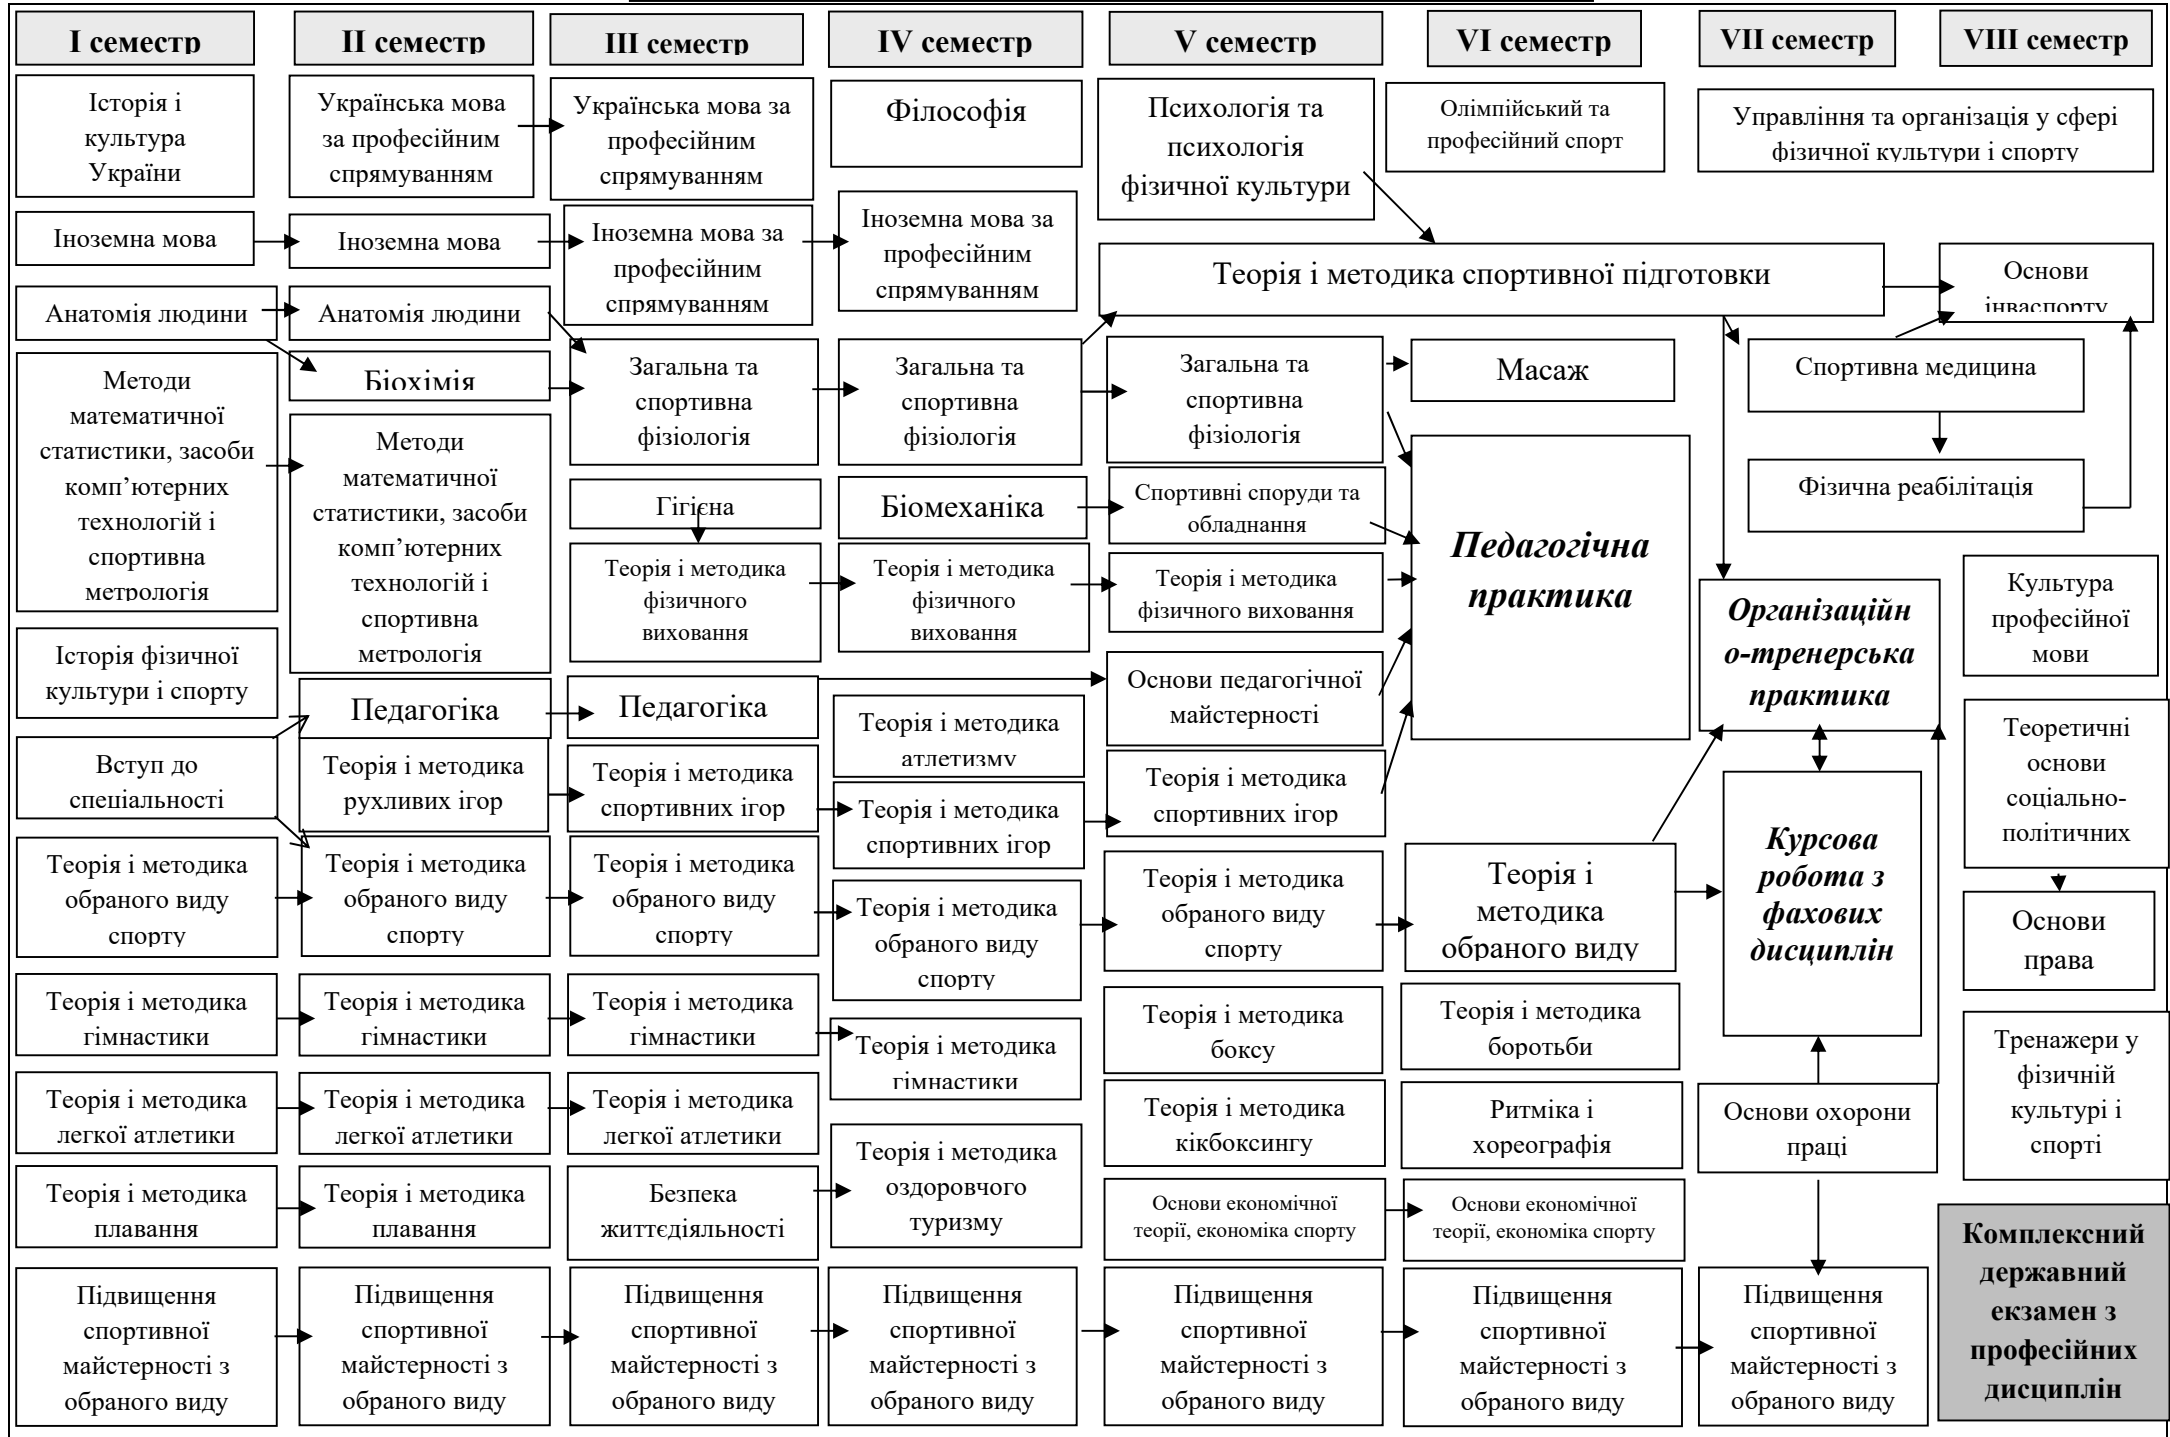 I семестр
II семестр
III семестр
IV семестр
V семестр
VI семестр
VII семестр
VIII семестр
Історія і
культура
України
Іноземна мова
Анатомія людини
Методи
математичної
статистики, засоби
комп’ютерних
технологій і
спортивна
метрологія
Історія фізичної
культури і спорту
Вступ до
спеціальності
Теорія і методика
обраного виду
спорту
Теорія і методика
гімнастики
Теорія і методика
легкої атлетики
Теорія і методика
плавання
Підвищення
спортивної
майстерності з
обраного виду
Українська мова
за професійним
спрямуванням
Іноземна мова
Анатомія людини
Біохімія
Методи
математичної
статистики, засоби
комп’ютерних
технологій і
спортивна
метрологія
Педагогіка
Теорія і методика
рухливих ігор
Теорія і методика
обраного виду
спорту
Теорія і методика
гімнастики
Теорія і методика
легкої атлетики
Теорія і методика
плавання
Підвищення
спортивної
майстерності з
обраного виду
Українська мова за
професійним
спрямуванням
Іноземна мова за
професійним
спрямуванням
Загальна та
спортивна
фізіологія
Гігієна
Теорія і методика
фізичного
виховання
Педагогіка
Теорія і методика
спортивних ігор
Теорія і методика
обраного виду
спорту
Теорія і методика
гімнастики
Теорія і методика
легкої атлетики
Безпека
життєдіяльності
Підвищення
спортивної
майстерності з
обраного виду
Філософія
Іноземна мова за
професійним
спрямуванням
Загальна та
спортивна
фізіологія
Біомеханіка
Теорія і методика
фізичного
виховання
Теорія і методика
атлетизму
Теорія і методика
спортивних ігор
Теорія і методика
обраного виду
спорту
Теорія і методика
гімнастики
Теорія і методика
оздоровчого
туризму
Підвищення
спортивної
майстерності з
обраного виду
Психологія та
психологія
фізичної культури
Теорія і методика спортивної підготовки
Загальна та
спортивна
фізіологія
Спортивні споруди та
обладнання
Теорія і методика
фізичного виховання
Основи педагогічної
майстерності
Теорія і методика
спортивних ігор
Теорія і методика
обраного виду
спорту
Теорія і методика
боксу
Теорія і методика
кікбоксингу
Основи економічної
теорії, економіка спорту
Підвищення
спортивної
майстерності з
обраного виду
Олімпійський та
професійний спорт
Масаж
Педагогічна
практика
Теорія і
методика
обраного виду
Теорія і методика
боротьби
Ритміка і
хореографія
Основи економічної
теорії, економіка спорту
Підвищення
спортивної
майстерності з
обраного виду
Управління та організація у сфері
фізичної культури і спорту
Спортивна медицина
Фізична реабілітація
Організаційн
о-тренерська
практика
Курсова
робота з
фахових
дисциплін
Основи охорони
праці
Підвищення
спортивної
майстерності з
обраного виду
Основи
інваспорту
Культура
професійної
мови
Теоретичні
основи
соціально-
політичних
Основи
права
Тренажери у
фізичній
культурі і
спорті
Комплексний
державний
екзамен з
професійних
дисциплін